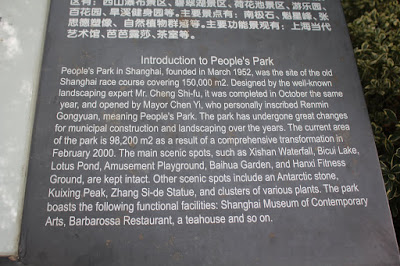 区有：西山瀑布景区、碧翠湖景区、荷花池景区、游乐园、
百花园、旱溪健身园等。主要景点有：南极石、魁星峰、张
思德塑像、自然植物群落等。主要功能景观有：上海当代
艺术馆、芭芭露莎、茶室等。
Introduction to People's Park
People's Park in Shanghai, founded in March 1952, was the site of the old
Shanghai race course covering 150,000 m2. Designed by the well-known
landscaping expert Mr. Cheng Shi-fu, it was completed in October the same
year, and opened by Mayor Chen Yi, who personally inscribed Renmin
Gongyuan, meaning People's Park. The park has undergone great changes
for municipal construction and landscaping over the years. The current area
of the park is 98,200 m2 as a result of a comprehensive transformation in
February 2000. The main scenic spots, such as Xishan Waterfall, Bicui Lake,
Lotus Pond, Amusement Playground, Baihua Garden, and Hanxi Fitness
Ground, are kept intact. Other scenic spots include an Antarctic stone,
Kuixing Peak, Zhang Si-de Statue, and clusters of various plants. The park
boasts the following functional facilities: Shanghai Museum of Contemporary
Arts, Barbarossa Restaurant, a teahouse and so on.